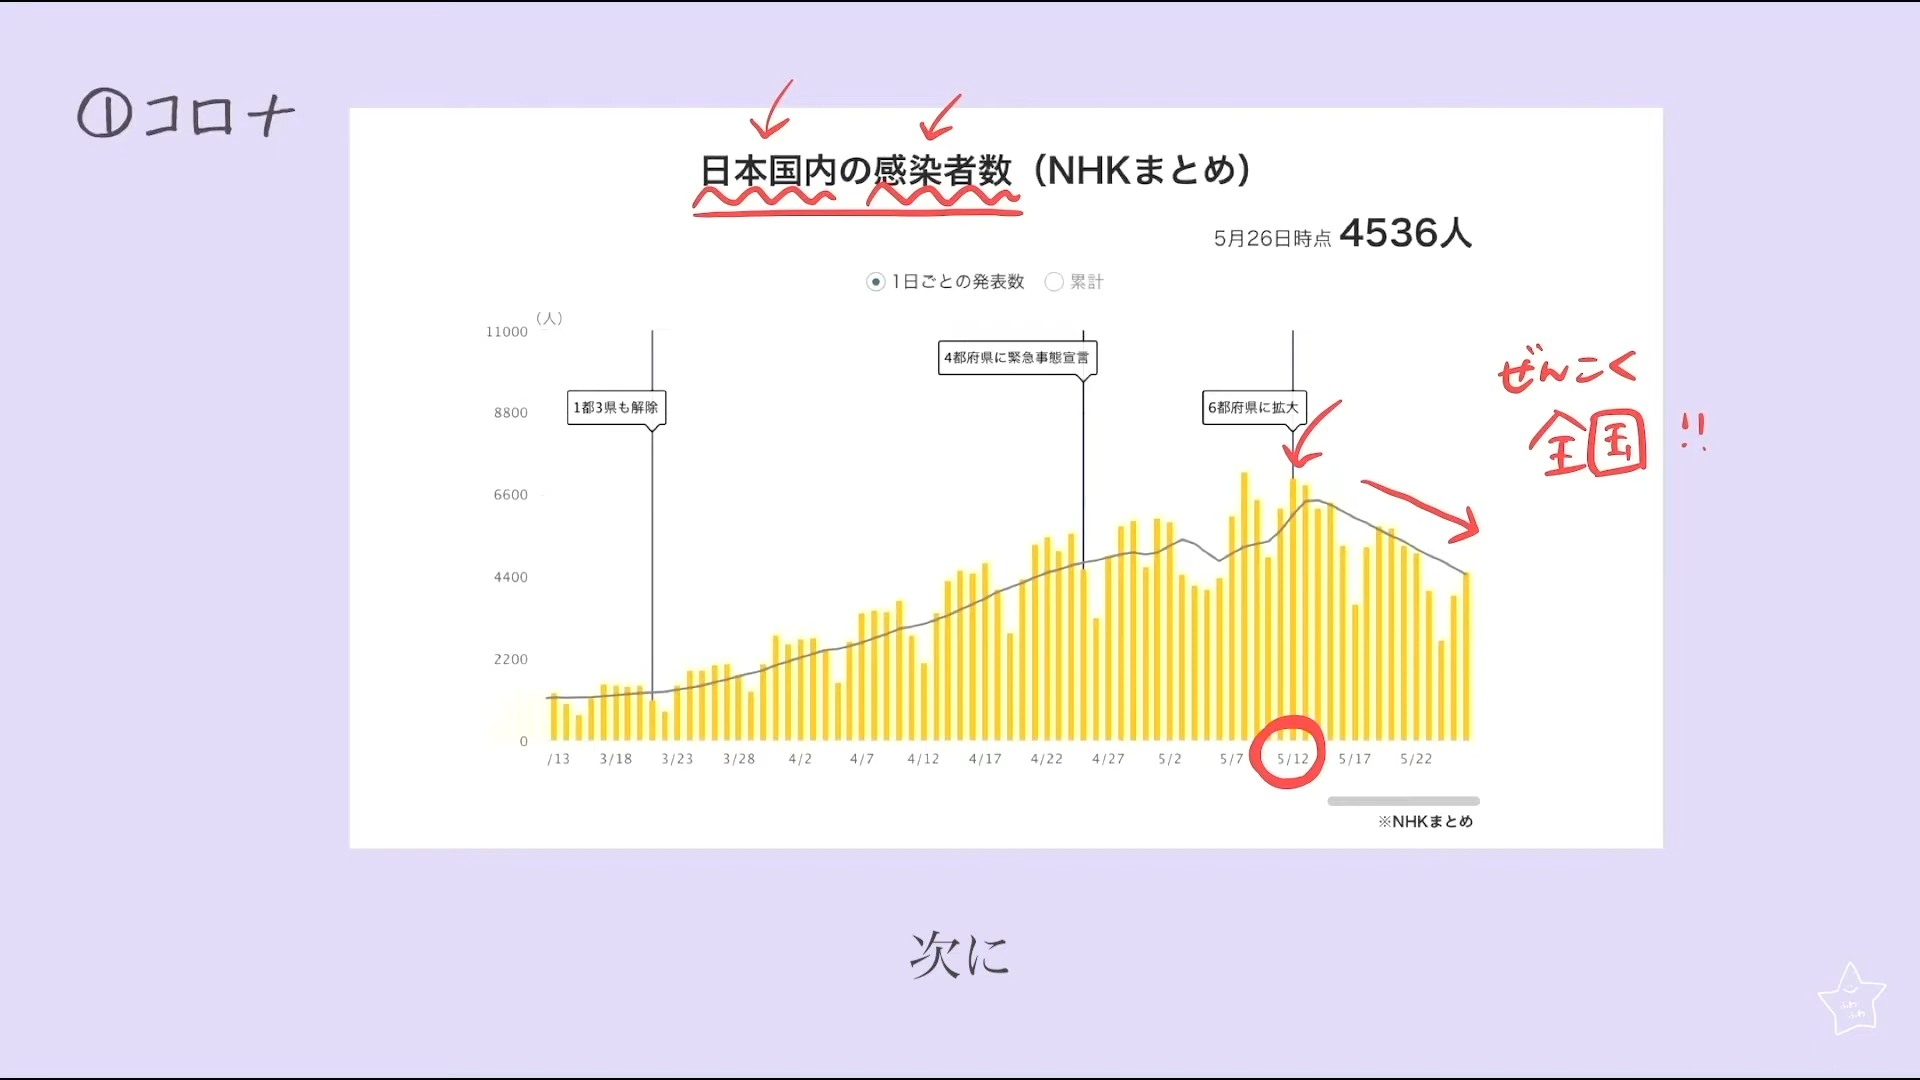 ①コロナ
日本国内の感染者数（NHKまとめ）
5月26日時点 4536人
1日ごとの発表数 累計
（人）
11000
8800
6600
4400
2200
0
1都3県も解除
4都府県に緊急事態宣言
6都府県に拡大
ぜんこく
全国 !!
/13 3/18 3/23 3/28 4/2 4/7 4/12 4/17 4/22 4/27 5/2 5/7 5/12 5/17 5/22
※NHKまとめ
次に
ふわ
ふわ